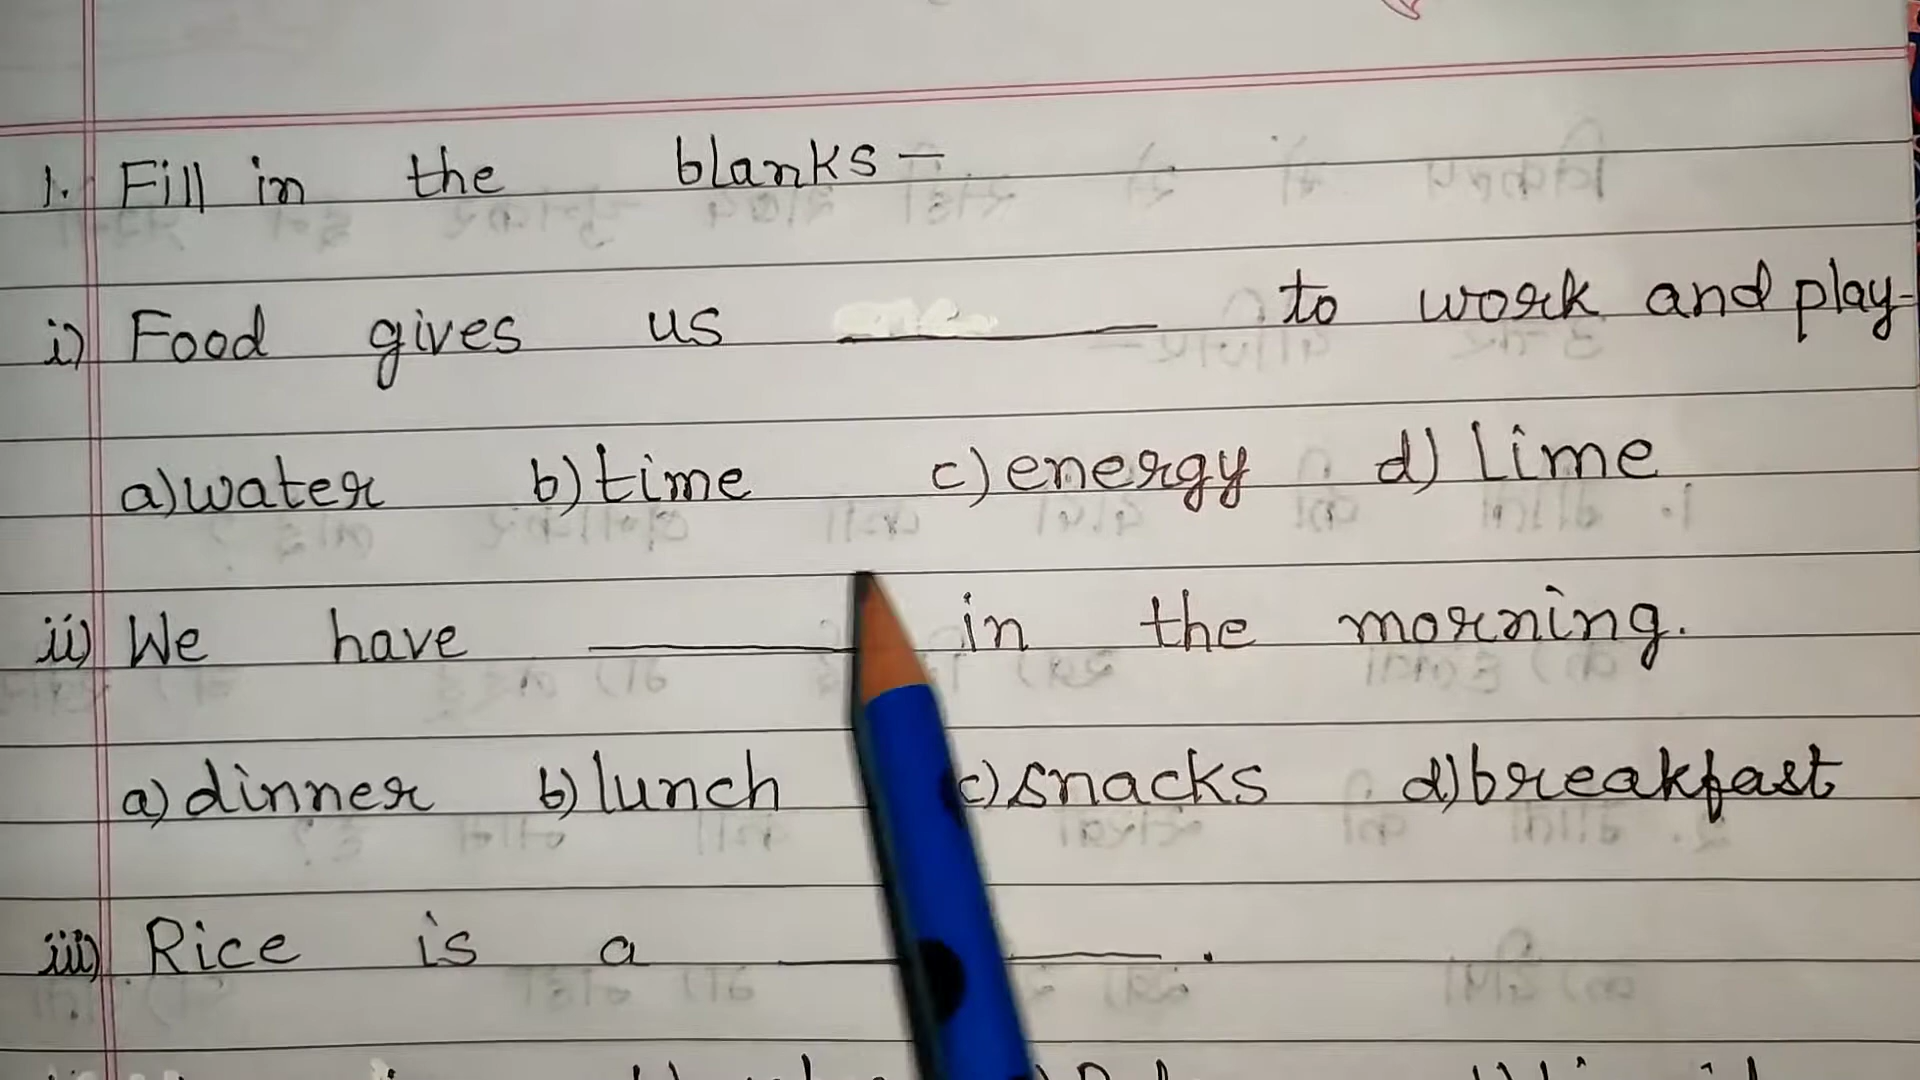 1. Fill in the blanks –
i) Food gives us ______ to work and play-
a) water b) time c) energy d) lime
ii) We have ______ in the morning.
a) dinner b) lunch c) snacks d) breakfast
iii) Rice is a ______ .